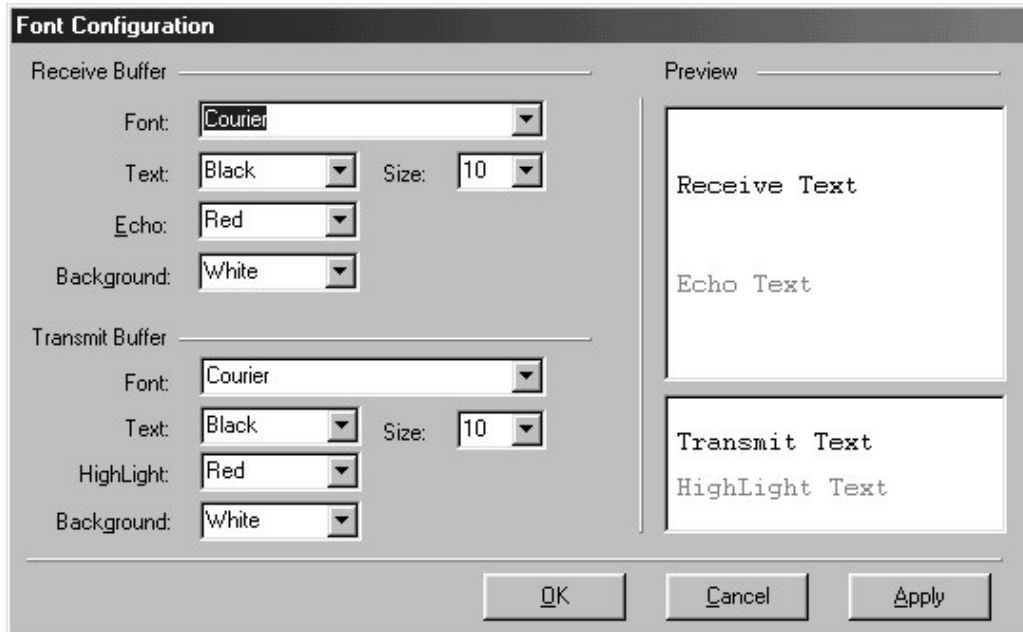 Font Configuration
Receive Buffer
Font: Courier
Text: Black Size: 10
Echo: Red
Background: White
Transmit Buffer
Font: Courier
Text: Black Size: 10
HighLight: Red
Background: White
Preview
Receive Text
Echo Text
Transmit Text
HighLight Text
OK Cancel Apply